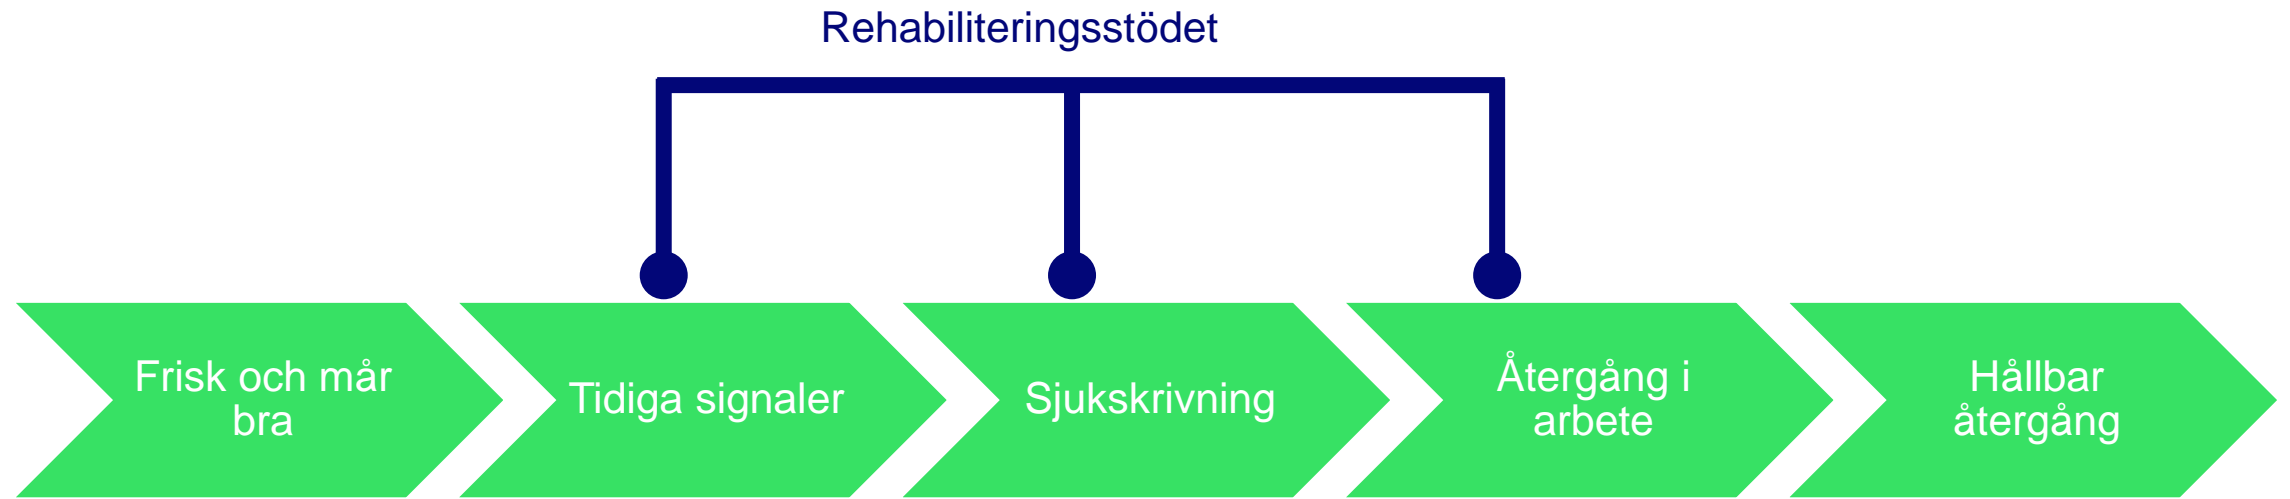 Rehabiliteringsstödet
Frisk och mår
bra
Tidiga signaler
Sjukskrivning
Återgång i
arbete
Hållbar
återgång